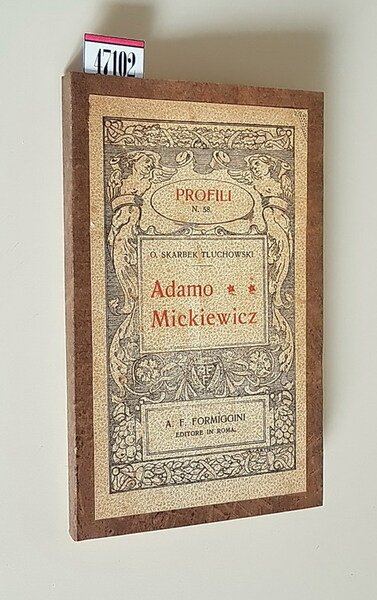 47102
PROFILI
N. 58.
O. SKARBEK TLUCHOWSKI
Adamo
Mickiewicz
A. F. FORMIGGINI
EDITORE IN ROMA.